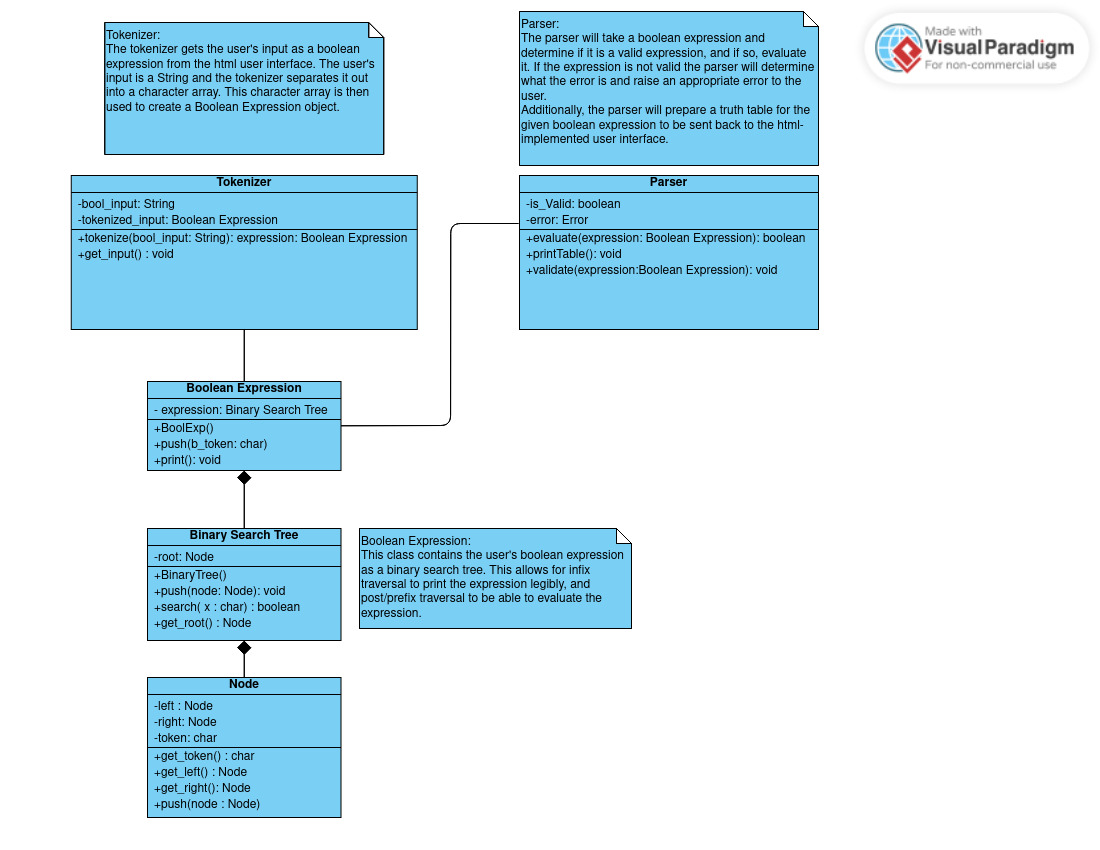 Tokenizer:
The tokenizer gets the user's input as a boolean
expression from the html user interface. The user's
input is a String and the tokenizer separates it out
into a character array. This character array is then
used to create a Boolean Expression object.
Parser:
The parser will take a boolean expression and
determine if it is a valid expression, and if so, evaluate
it. If the expression is not valid the parser will determine
what the error is and raise an appropriate error to the
user.
Additionally, the parser will prepare a truth table for the
given boolean expression to be sent back to the html-
implemented user interface.
Made with
Visual Paradigm
For non-commercial use
Tokenizer
-bool_input: String
-tokenized_input: Boolean Expression
+tokenize(bool_input: String): expression: Boolean Expression
+get_input() : void
Parser
-is_Valid: boolean
-error: Error
+evaluate(expression: Boolean Expression): boolean
+printTable(): void
+validate(expression:Boolean Expression): void
Boolean Expression
- expression: Binary Search Tree
+BoolExp()
+push(b_token: char)
+print(): void
Binary Search Tree
-root: Node
+BinaryTree()
+push(node: Node): void
+search( x : char) : boolean
+get_root() : Node
Boolean Expression:
This class contains the user's boolean expression
as a binary search tree. This allows for infix
traversal to print the expression legibly, and
post/prefix traversal to be able to evaluate the
expression.
Node
-left : Node
-right: Node
-token: char
+get_token() : char
+get_left() : Node
+get_right(): Node
+push(node : Node)